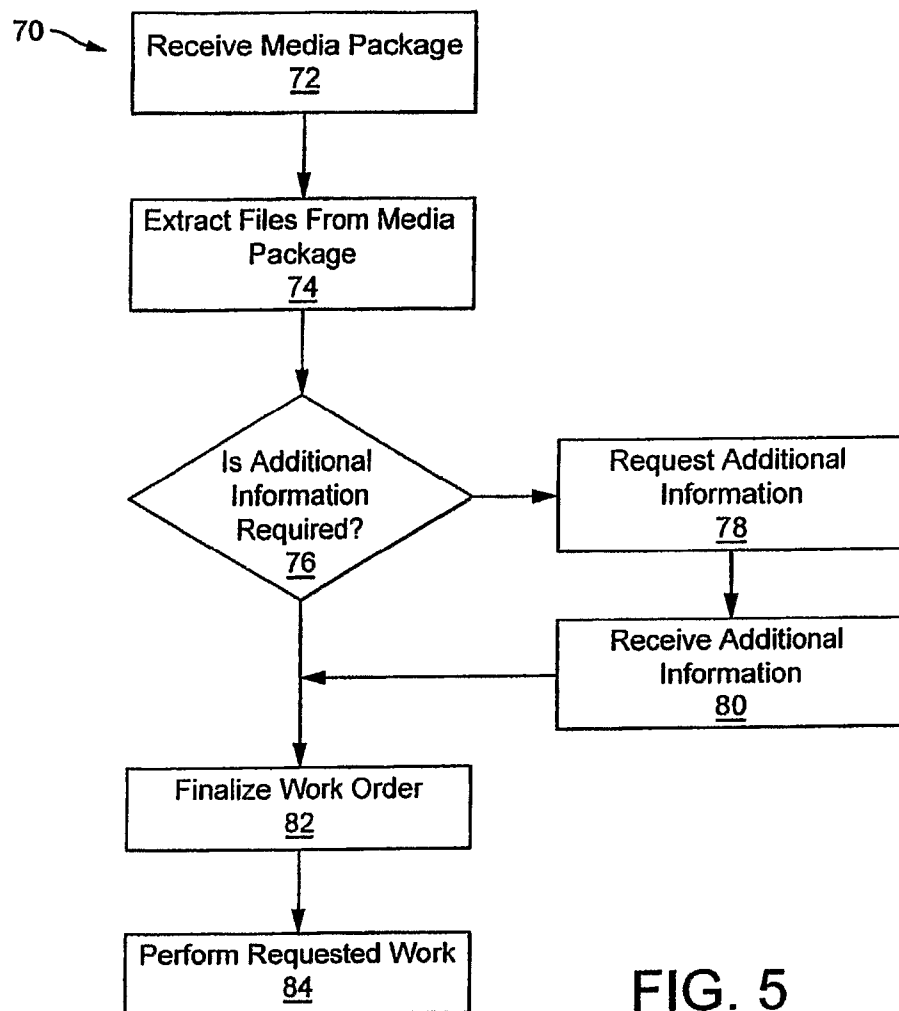 70
Receive Media Package
72
Extract Files From Media
Package
74
Is Additional
Information
Required?
76
Request Additional
Information
78
Receive Additional
Information
80
Finalize Work Order
82
Perform Requested Work
84
FIG. 5